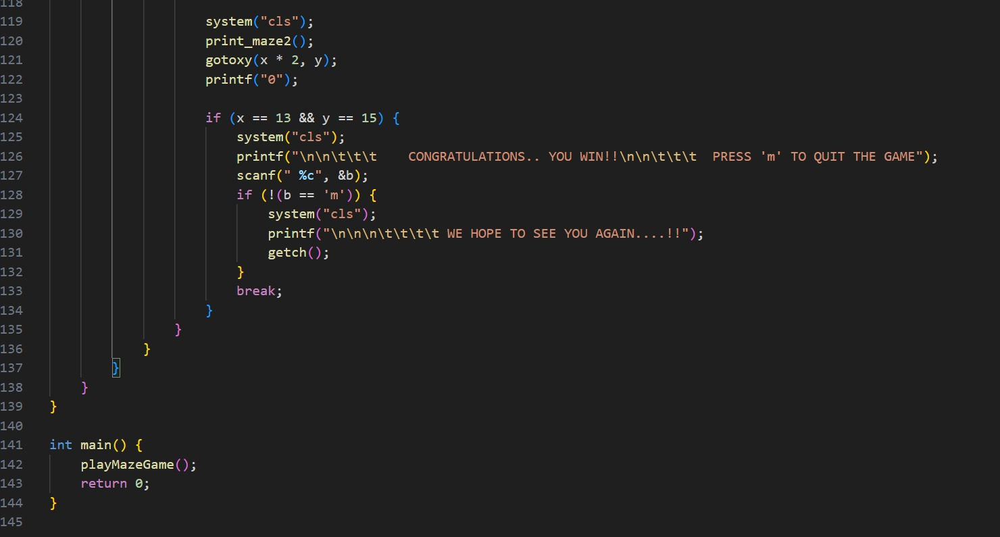 118
119 system("cls");
120 print_maze2();
121 gotoxy(x * 2, y);
122 printf("0");
123
124 if (x == 13 && y == 15) {
125 system("cls");
126 printf("\n\n\t\t\t    CONGRATULATIONS.. YOU WIN!!\n\n\t\t\t  PRESS 'm' TO QUIT THE GAME");
127 scanf(" %c", &b);
128 if (!(b == 'm')) {
129 system("cls");
130 printf("\n\n\n\t\t\t\t WE HOPE TO SEE YOU AGAIN....!!");
131 getch();
132 }
133 break;
134 }
135 }
136 }
137 }
138 }
139 }
140
141 int main() {
142 playMazeGame();
143 return 0;
144 }
145